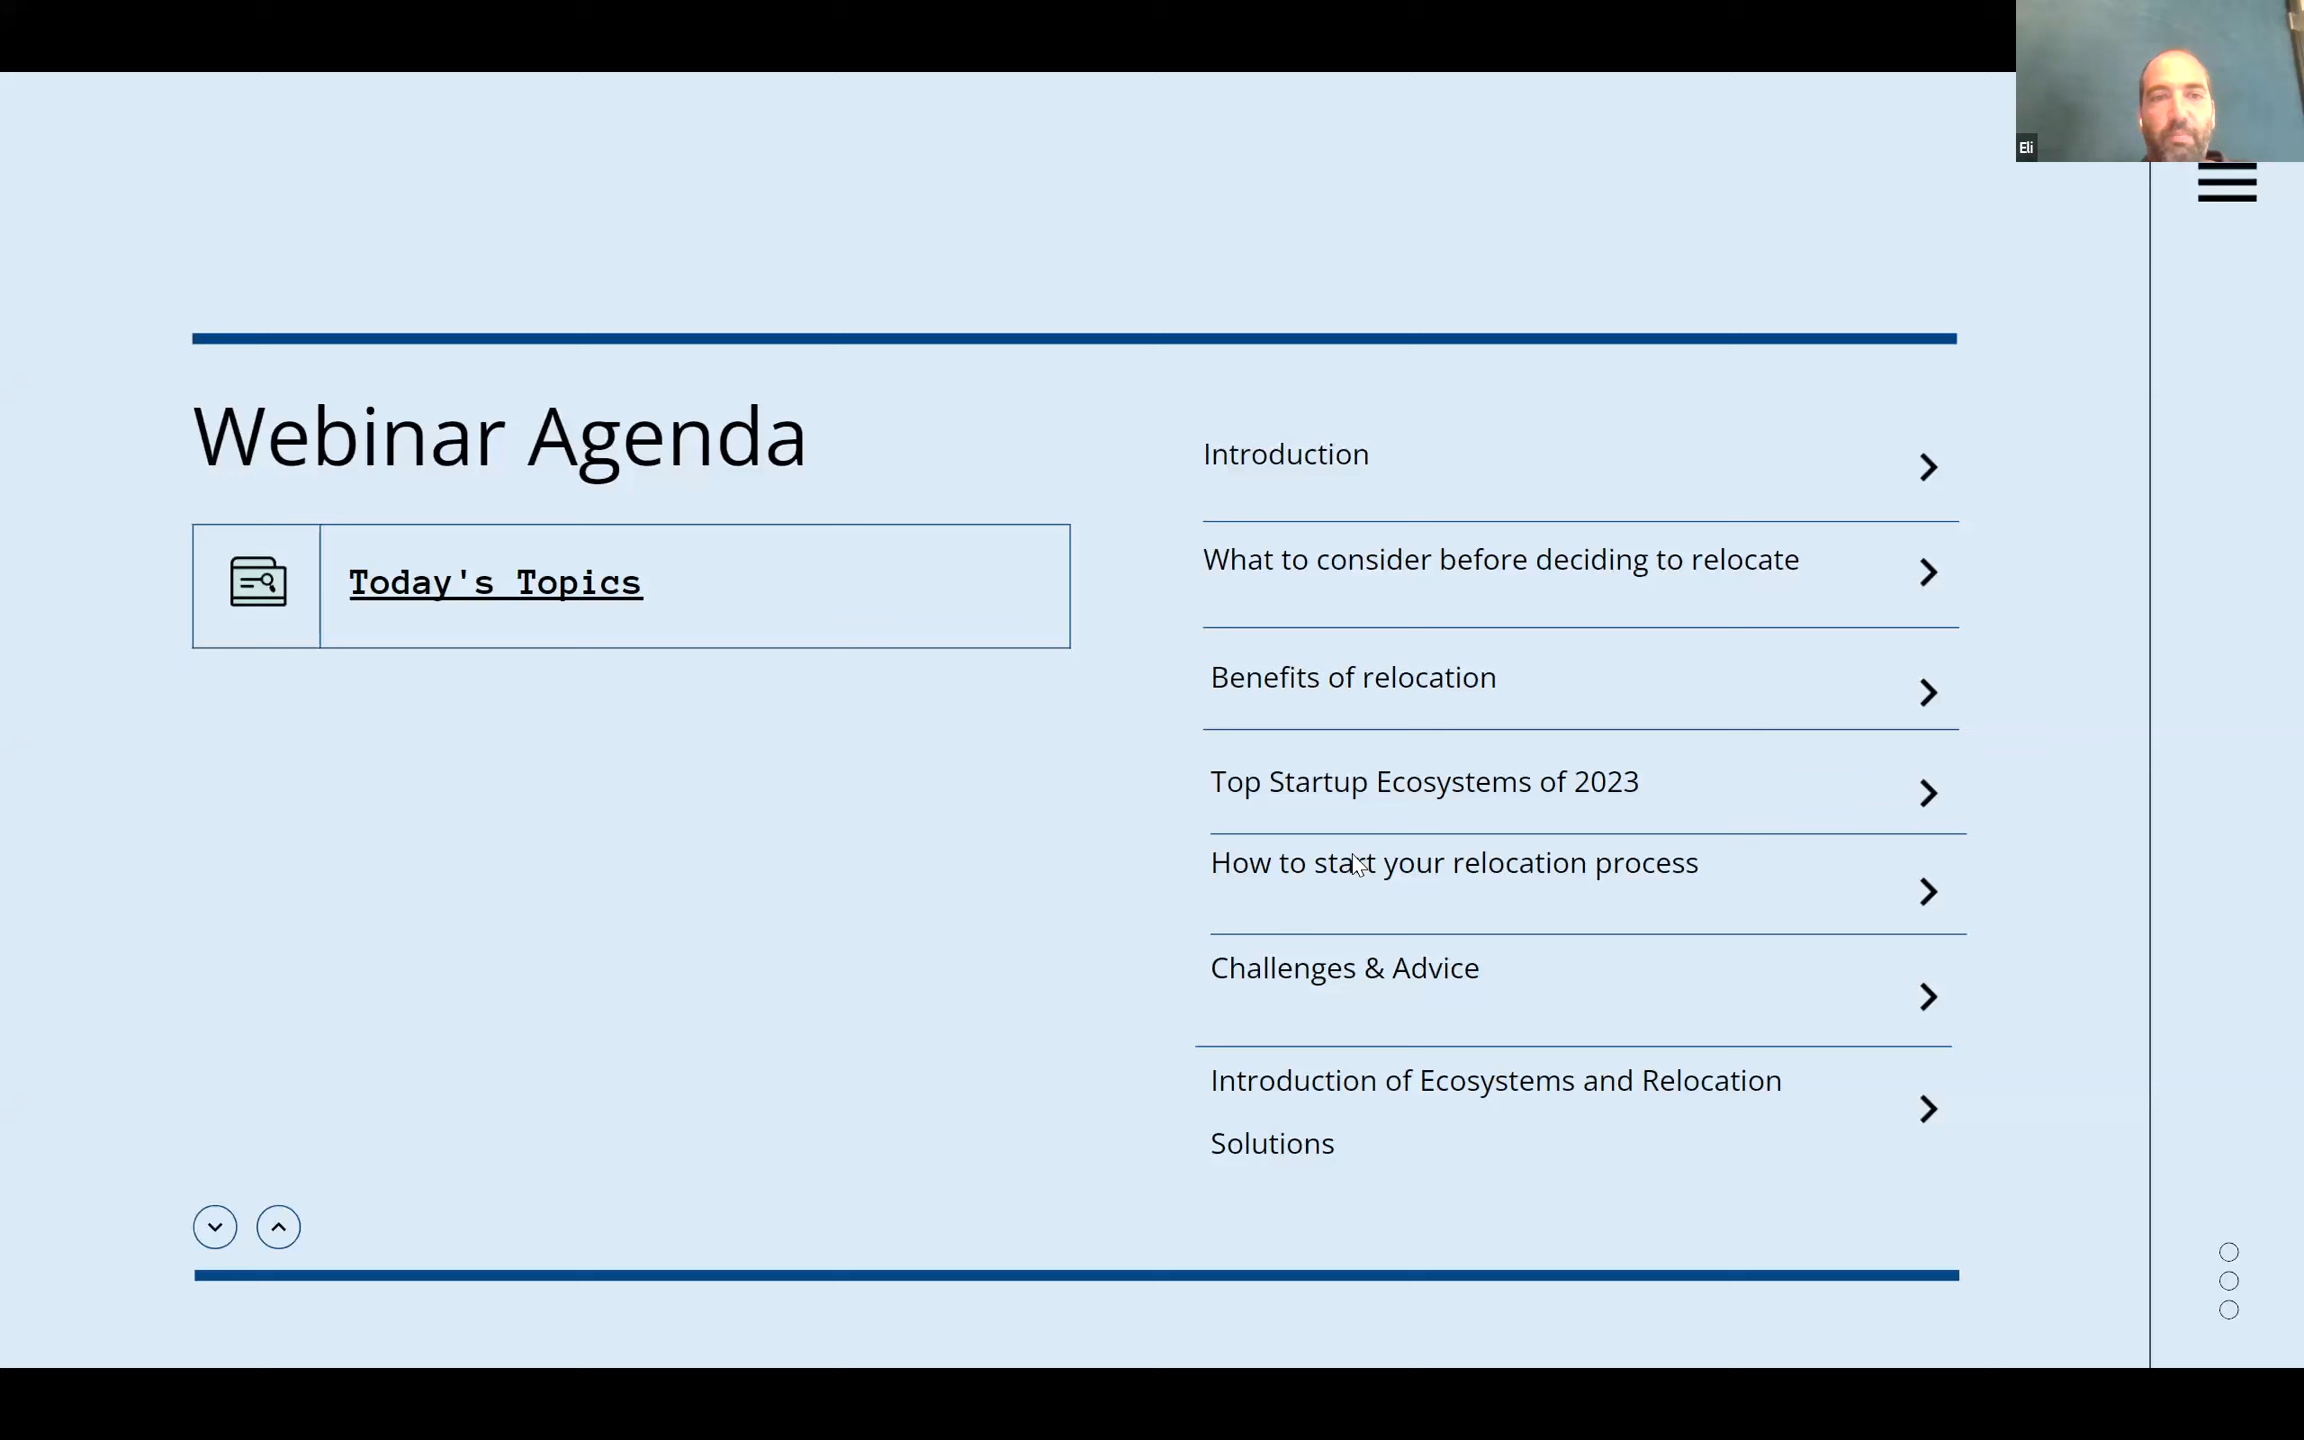 Eli
Webinar Agenda
Today's Topics
Introduction
What to consider before deciding to relocate
Benefits of relocation
Top Startup Ecosystems of 2023
How to start your relocation process
Challenges & Advice
Introduction of Ecosystems and Relocation
Solutions